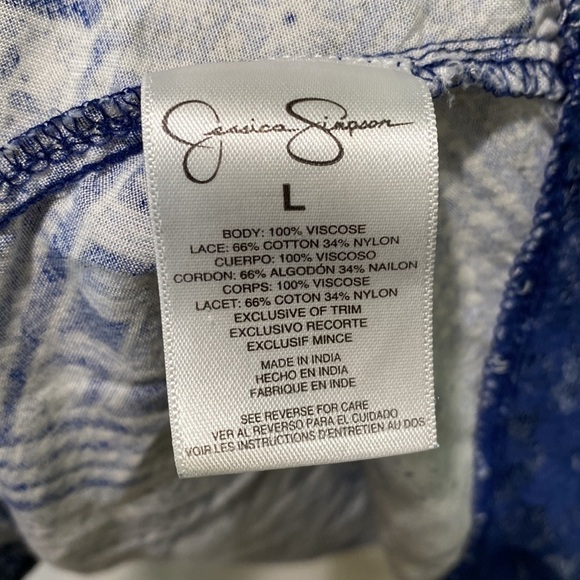 Jessica Simpson
L
BODY: 100% VISCOSE
LACE: 66% COTTON 34% NYLON
CUERPO: 100% VISCOSO
CORDON: 66% ALGODÓN 34% NAILON
CORPS: 100% VISCOSE
LACET: 66% COTON 34% NYLON
EXCLUSIVE OF TRIM
EXCLUSIVO RECORTE
EXCLUSIF MINCE
MADE IN INDIA
HECHO EN INDIA
FABRIQUE EN INDE
SEE REVERSE FOR CARE
VER AL REVERSO PARA EL CUIDADO
VOIR LES INSTRUCTIONS D'ENTRETIEN AU DOS